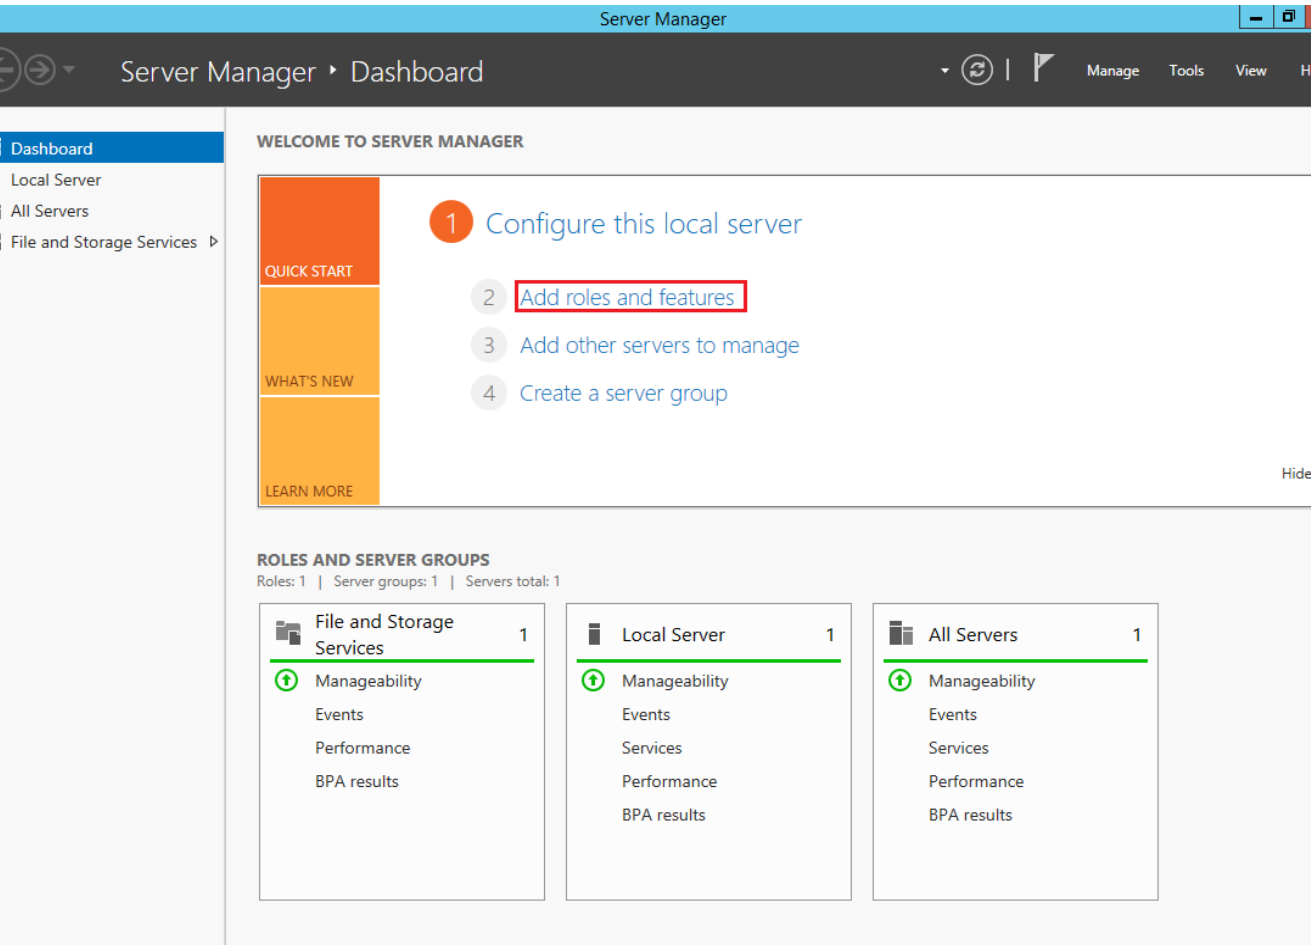 Server Manager
Server Manager ‣ Dashboard
Manage Tools View H
Dashboard
Local Server
All Servers
File and Storage Services
WELCOME TO SERVER MANAGER
QUICK START
WHAT'S NEW
LEARN MORE
1 Configure this local server
2 Add roles and features
3 Add other servers to manage
4 Create a server group
Hide
ROLES AND SERVER GROUPS
Roles: 1 | Server groups: 1 | Servers total: 1
File and Storage
Services 1
Manageability
Events
Performance
BPA results
Local Server 1
Manageability
Events
Services
Performance
BPA results
All Servers 1
Manageability
Events
Services
Performance
BPA results